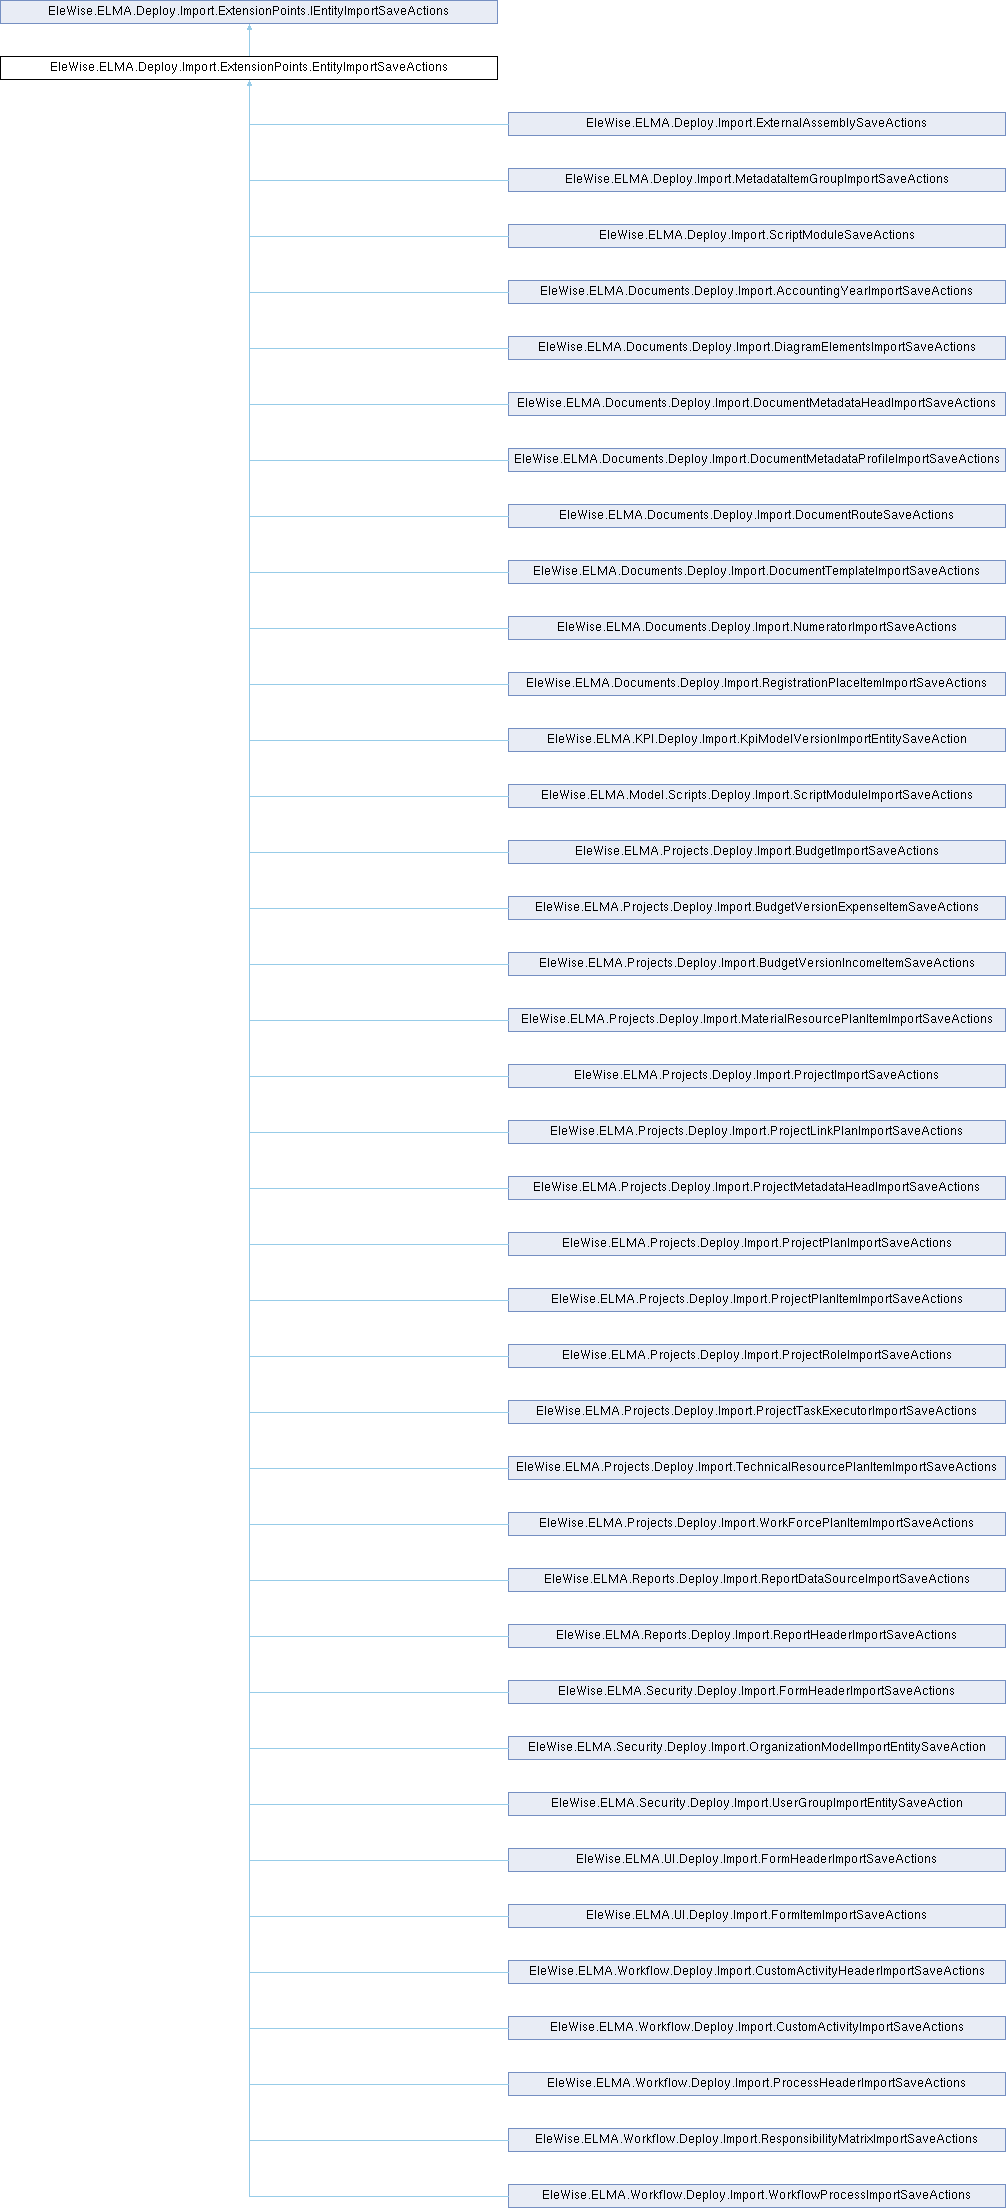 EleWise.ELMA.Deploy.Import.ExtensionPoints.IEntityImportSaveActions
EleWise.ELMA.Deploy.Import.ExtensionPoints.EntityImportSaveActions
EleWise.ELMA.Deploy.Import.ExternalAssemblySaveActions
EleWise.ELMA.Deploy.Import.MetadataItemGroupImportSaveActions
EleWise.ELMA.Deploy.Import.ScriptModuleSaveActions
EleWise.ELMA.Documents.Deploy.Import.AccountingYearImportSaveActions
EleWise.ELMA.Documents.Deploy.Import.DiagramElementsImportSaveActions
EleWise.ELMA.Documents.Deploy.Import.DocumentMetadataHeadImportSaveActions
EleWise.ELMA.Documents.Deploy.Import.DocumentMetadataProfileImportSaveActions
EleWise.ELMA.Documents.Deploy.Import.DocumentRouteSaveActions
EleWise.ELMA.Documents.Deploy.Import.DocumentTemplateImportSaveActions
EleWise.ELMA.Documents.Deploy.Import.NumeratorImportSaveActions
EleWise.ELMA.Documents.Deploy.Import.RegistrationPlaceItemImportSaveActions
EleWise.ELMA.KPI.Deploy.Import.KpiModelVersionImportEntitySaveAction
EleWise.ELMA.Model.Scripts.Deploy.Import.ScriptModuleImportSaveActions
EleWise.ELMA.Projects.Deploy.Import.BudgetImportSaveActions
EleWise.ELMA.Projects.Deploy.Import.BudgetVersionExpenseItemSaveActions
EleWise.ELMA.Projects.Deploy.Import.BudgetVersionIncomeItemSaveActions
EleWise.ELMA.Projects.Deploy.Import.MaterialResourcePlanItemImportSaveActions
EleWise.ELMA.Projects.Deploy.Import.ProjectImportSaveActions
EleWise.ELMA.Projects.Deploy.Import.ProjectLinkPlanImportSaveActions
EleWise.ELMA.Projects.Deploy.Import.ProjectMetadataHeadImportSaveActions
EleWise.ELMA.Projects.Deploy.Import.ProjectPlanImportSaveActions
EleWise.ELMA.Projects.Deploy.Import.ProjectPlanItemImportSaveActions
EleWise.ELMA.Projects.Deploy.Import.ProjectRoleImportSaveActions
EleWise.ELMA.Projects.Deploy.Import.ProjectTaskExecutorImportSaveActions
EleWise.ELMA.Projects.Deploy.Import.TechnicalResourcePlanItemImportSaveActions
EleWise.ELMA.Projects.Deploy.Import.WorkForcePlanItemImportSaveActions
EleWise.ELMA.Reports.Deploy.Import.ReportDataSourceImportSaveActions
EleWise.ELMA.Reports.Deploy.Import.ReportHeaderImportSaveActions
EleWise.ELMA.Security.Deploy.Import.FormHeaderImportSaveActions
EleWise.ELMA.Security.Deploy.Import.OrganizationModelImportEntitySaveAction
EleWise.ELMA.Security.Deploy.Import.UserGroupImportEntitySaveAction
EleWise.ELMA.UI.Deploy.Import.FormHeaderImportSaveActions
EleWise.ELMA.UI.Deploy.Import.FormItemImportSaveActions
EleWise.ELMA.Workflow.Deploy.Import.CustomActivityHeaderImportSaveActions
EleWise.ELMA.Workflow.Deploy.Import.CustomActivityImportSaveActions
EleWise.ELMA.Workflow.Deploy.Import.ProcessHeaderImportSaveActions
EleWise.ELMA.Workflow.Deploy.Import.ResponsibilityMatrixImportSaveActions
EleWise.ELMA.Workflow.Deploy.Import.WorkflowProcessImportSaveActions